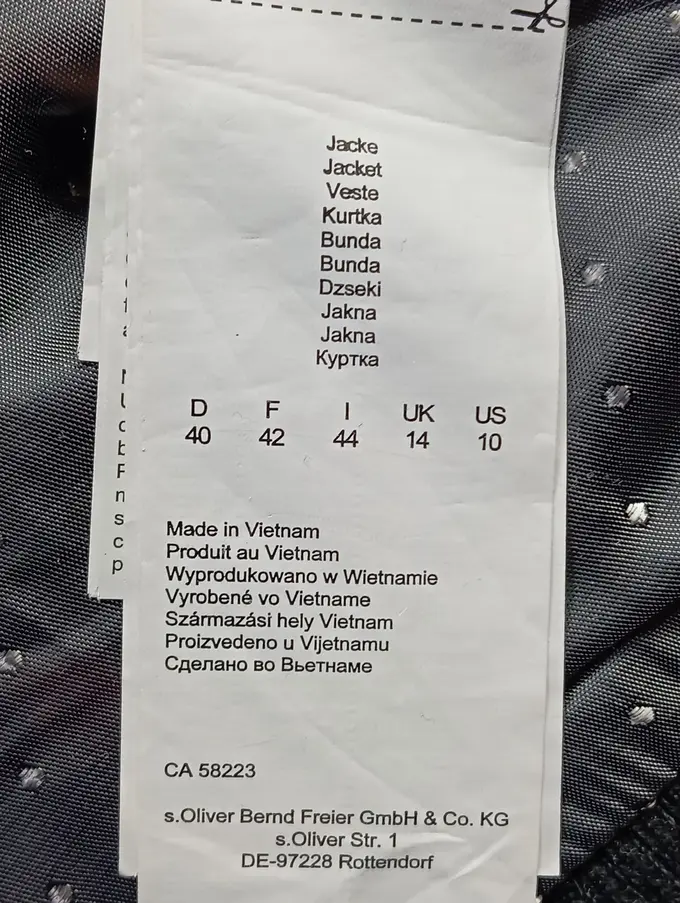 Jacke
Jacket
Veste
Kurtka
Bunda
Bunda
Dzseki
Jakna
Jakna
Куртка
D F I UK US
40 42 44 14 10
Made in Vietnam
Produit au Vietnam
Wyprodukowano w Wietnamie
Vyrobené vo Vietname
Származási hely Vietnam
Proizvedeno u Vijetnamu
Сделано во Вьетнаме
CA 58223
s.Oliver Bernd Freier GmbH & Co. KG
s.Oliver Str. 1
DE-97228 Rottendorf